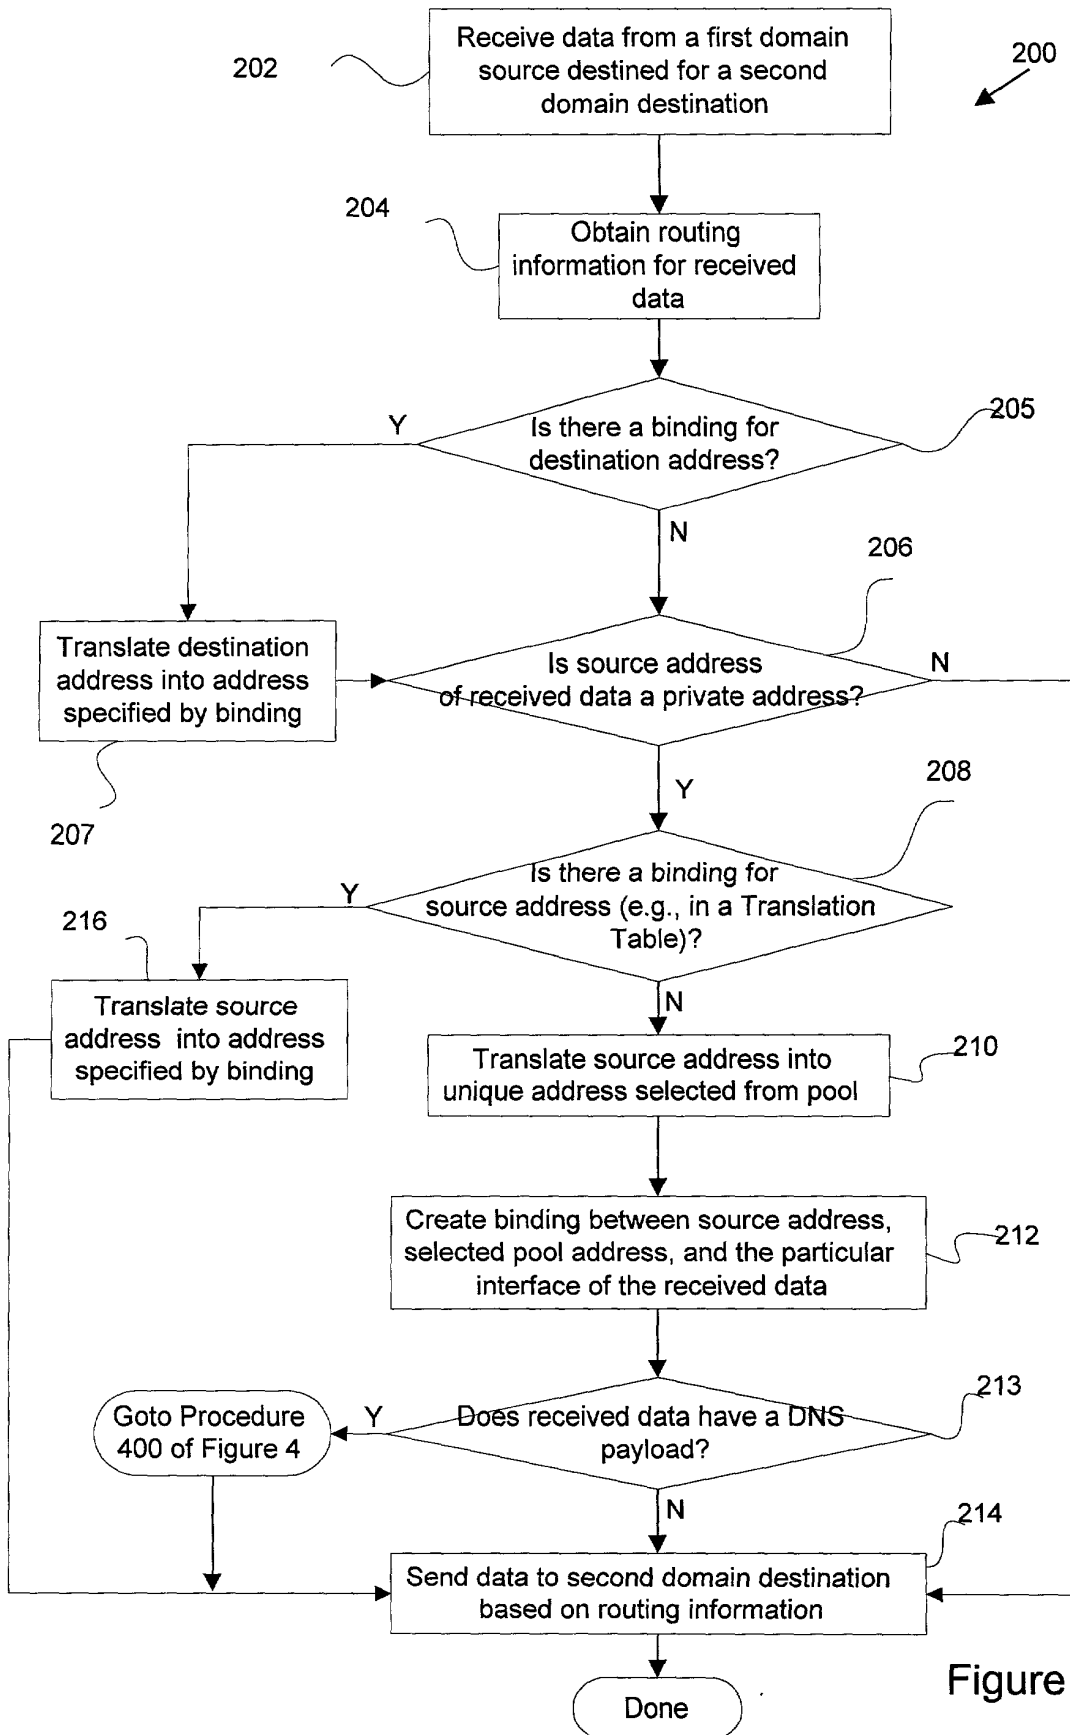 Receive data from a first domain
source destined for a second
domain destination
202
200
204
Obtain routing
information for received
data
205
Y
Is there a binding for
destination address?
N
206
Translate destination
address into address
specified by binding
Is source address
of received data a private address?
N
207
Y
208
Is there a binding for
source address (e.g., in a Translation
Table)?
Y
216
N
Translate source
address into address
specified by binding
Translate source address into
unique address selected from pool
210
Create binding between source address,
selected pool address, and the particular
interface of the received data
212
213
Goto Procedure
400 of Figure 4
Y
Does received data have a DNS
payload?
N
214
Send data to second domain destination
based on routing information
Figure
Done